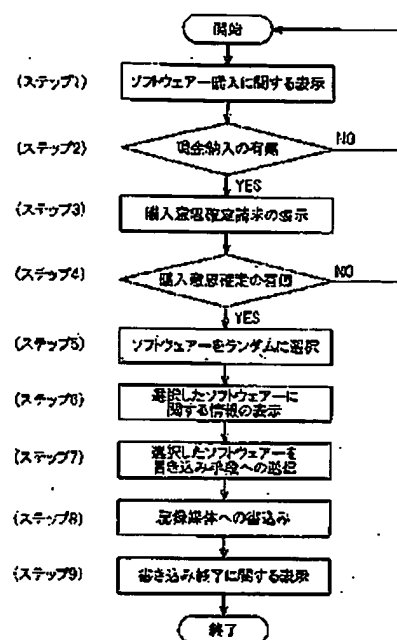 開始
(ステップ1)
ソフトウェアー購入に関する表示
(ステップ2)
現金納入の有無
NO
YES
(ステップ3)
購入意思確定請求の表示
(ステップ4)
購入意思確定の有無
NO
YES
(ステップ5)
ソフトウェアーをランダムに選択
(ステップ6)
選択したソフトウェアーに
関する情報の表示
(ステップ7)
選択したソフトウェアーを
書き込み手段への送信
(ステップ8)
記録媒体への書込み
(ステップ9)
書き込み終了に関する表示
終了